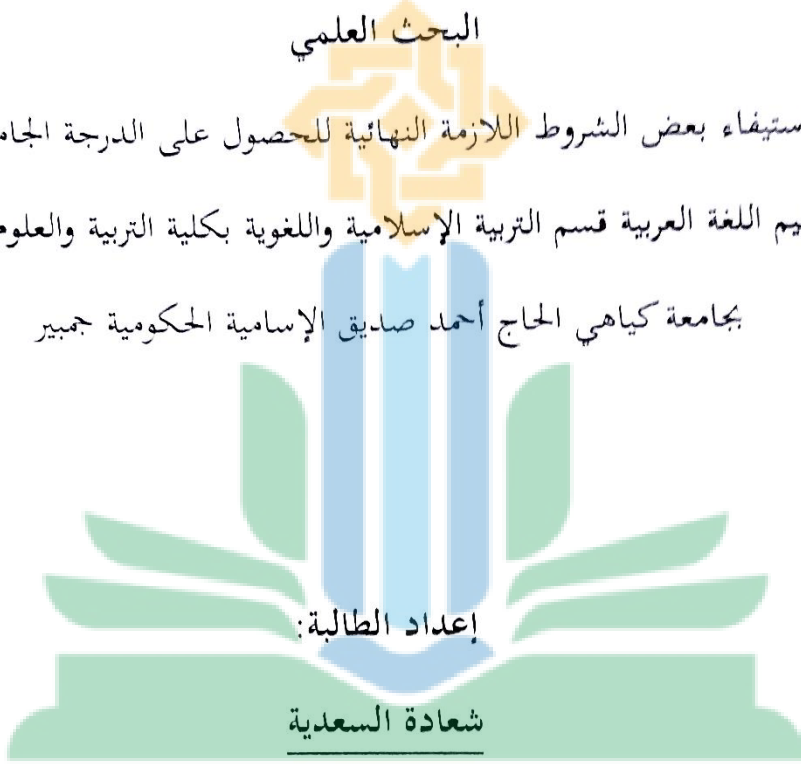 البحث العلمي
ستيفاء بعض الشروط اللازمة النهائية للحصول على الدرجة الجام
يم اللغة العربية قسم التربية الإسلامية واللغوية بكلية التربية والعلوم
بجامعة كياهي الحاج أحمد صديق الإسامية الحكومية جمبير
إعداد الطالبة:
شعادة السعدية